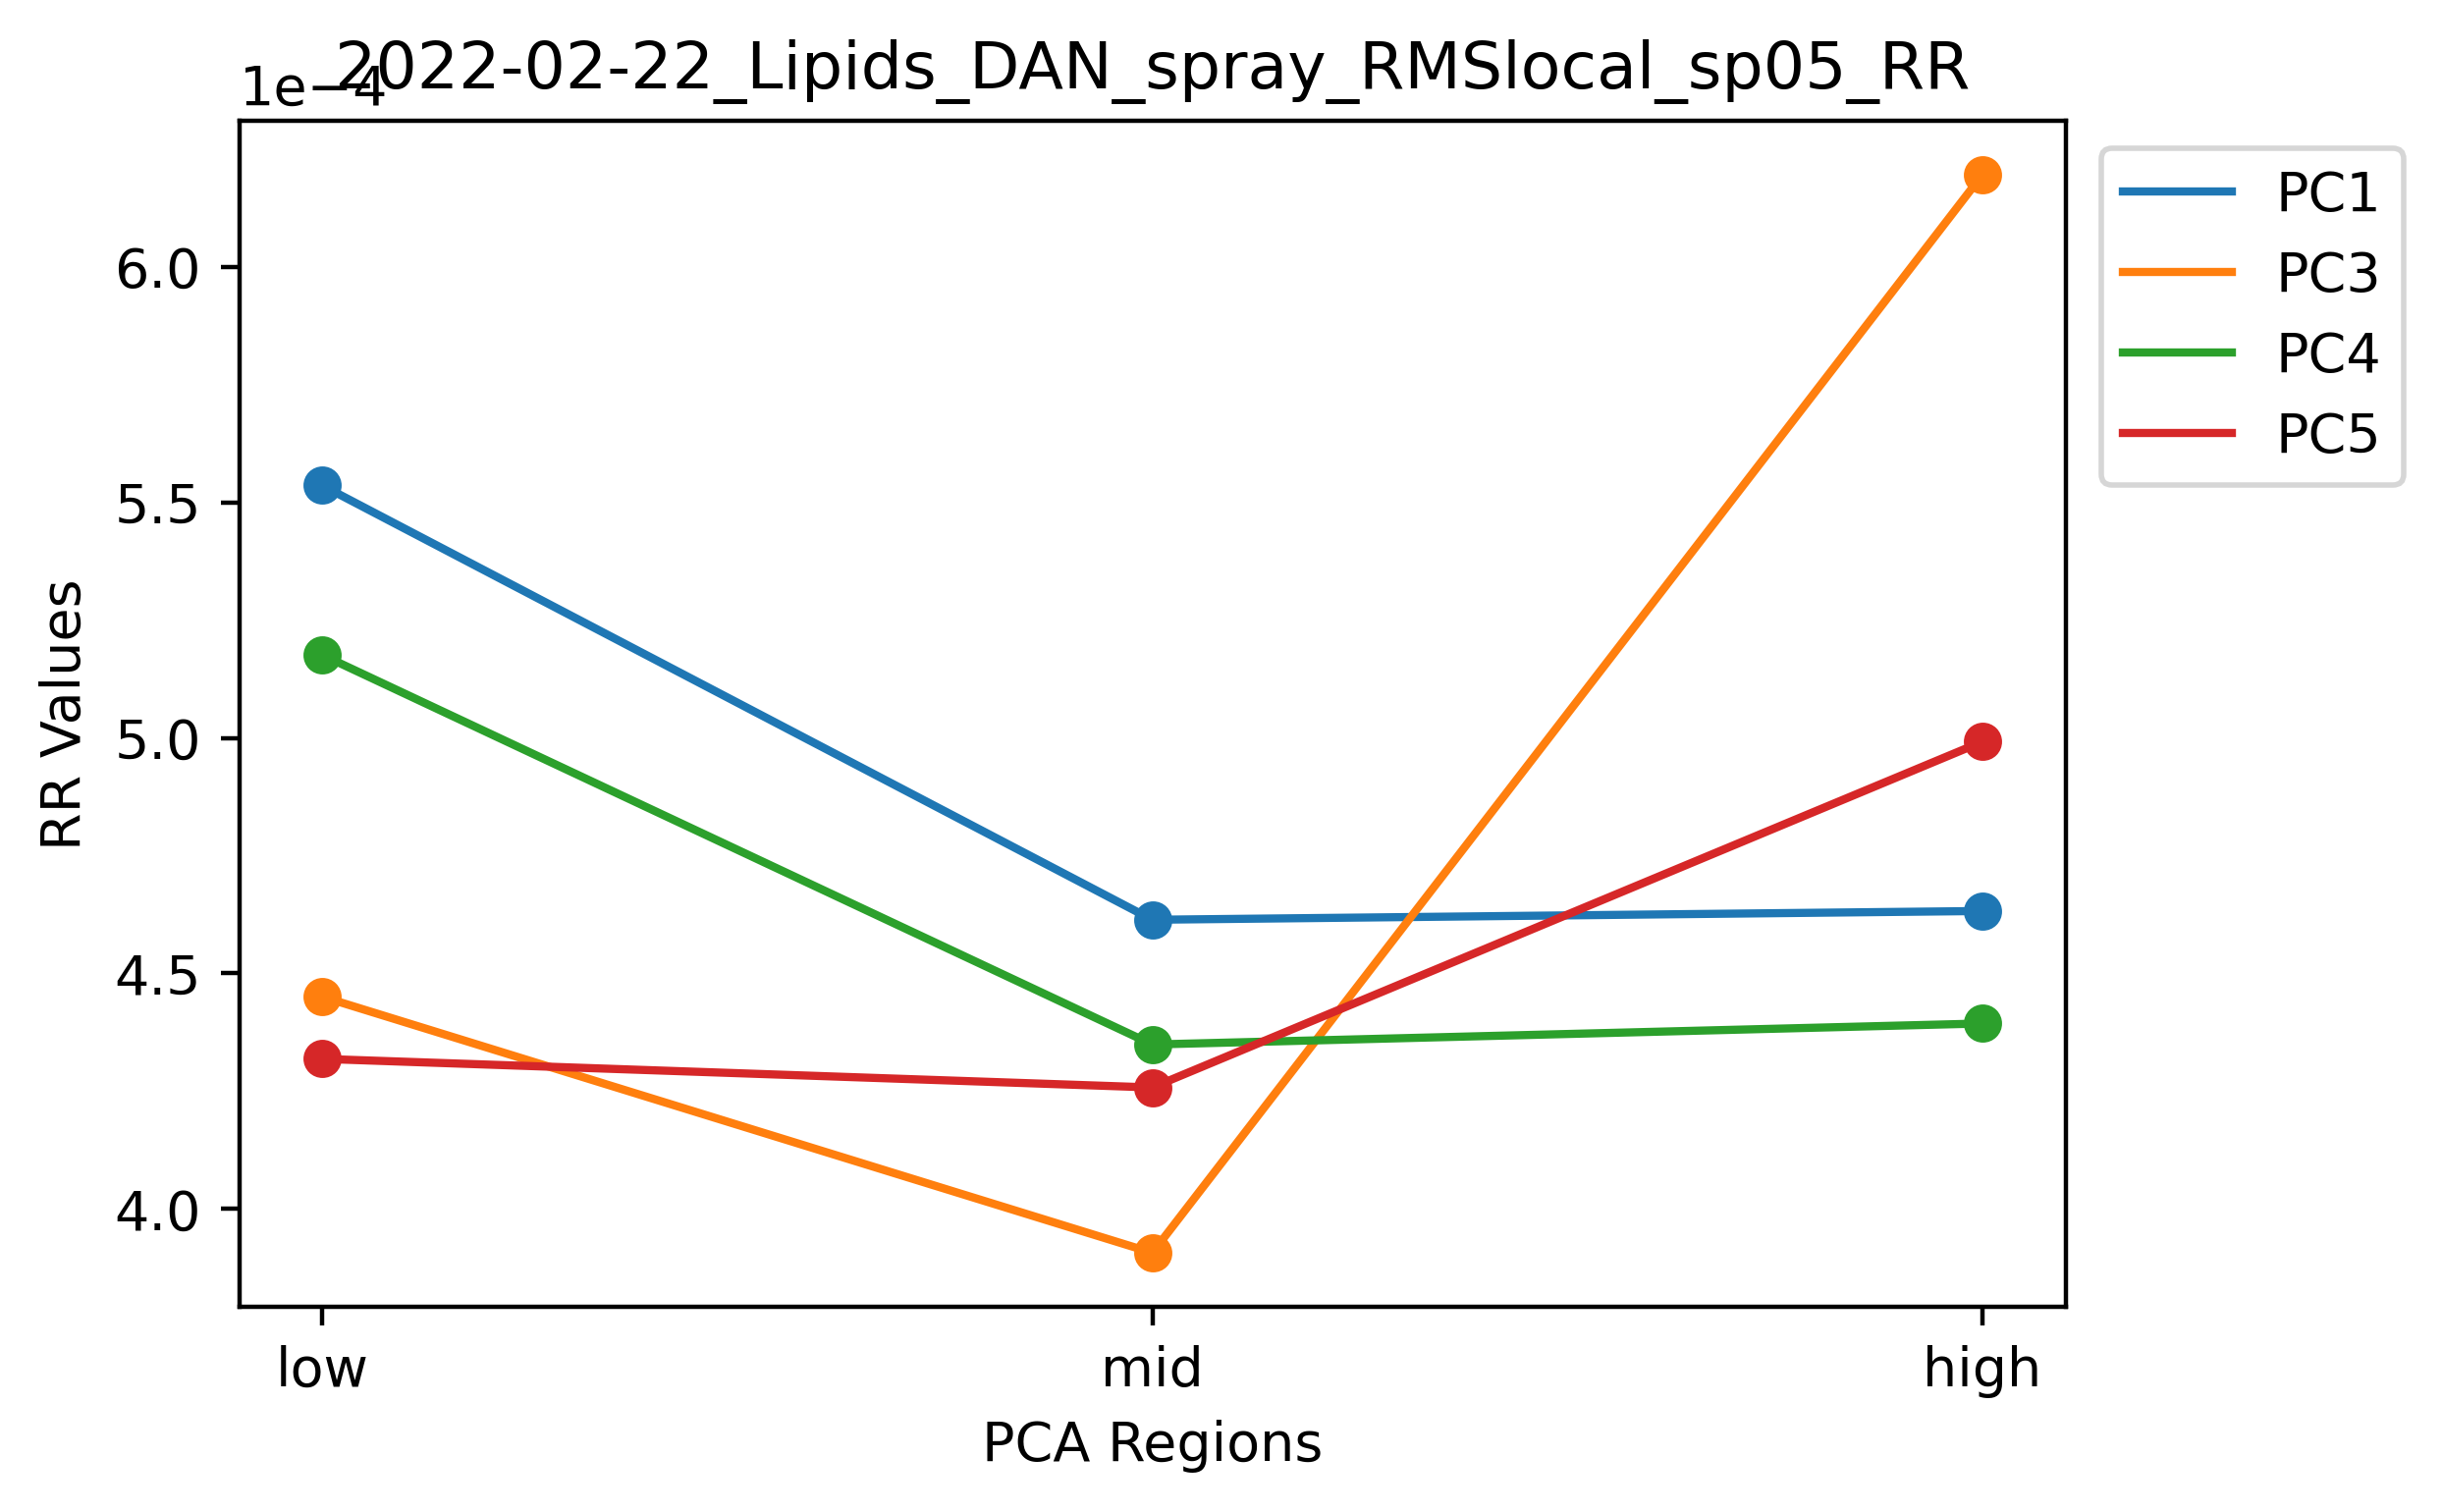 2022-02-22_Lipids_DAN_spray_RMSlocal_sp05_RR
1e−4
6.0
5.5
5.0
4.5
4.0
RR Values
low
mid
high
PCA Regions
PC1
PC3
PC4
PC5